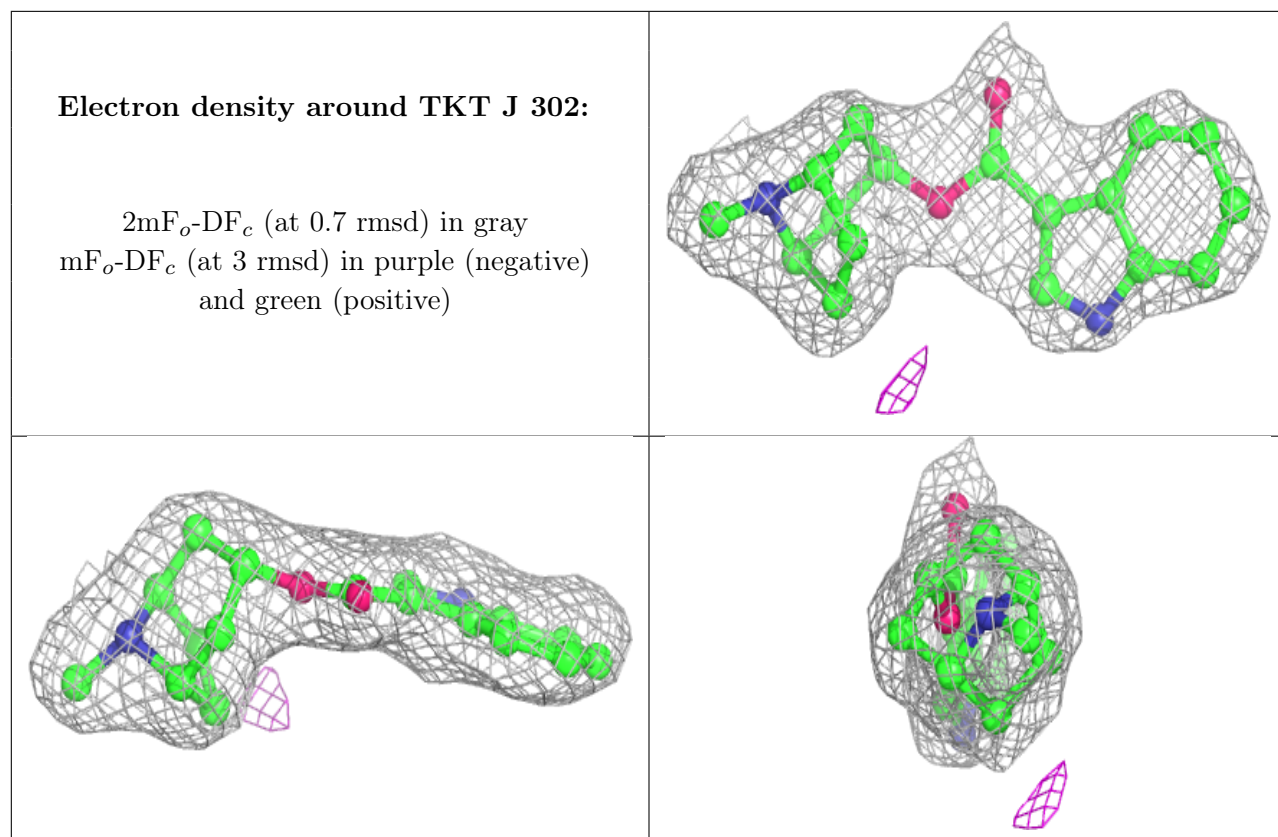 Electron density around TKT J 302:
2mFₒ-DF𝒸 (at 0.7 rmsd) in gray
mFₒ-DF𝒸 (at 3 rmsd) in purple (negative)
and green (positive)